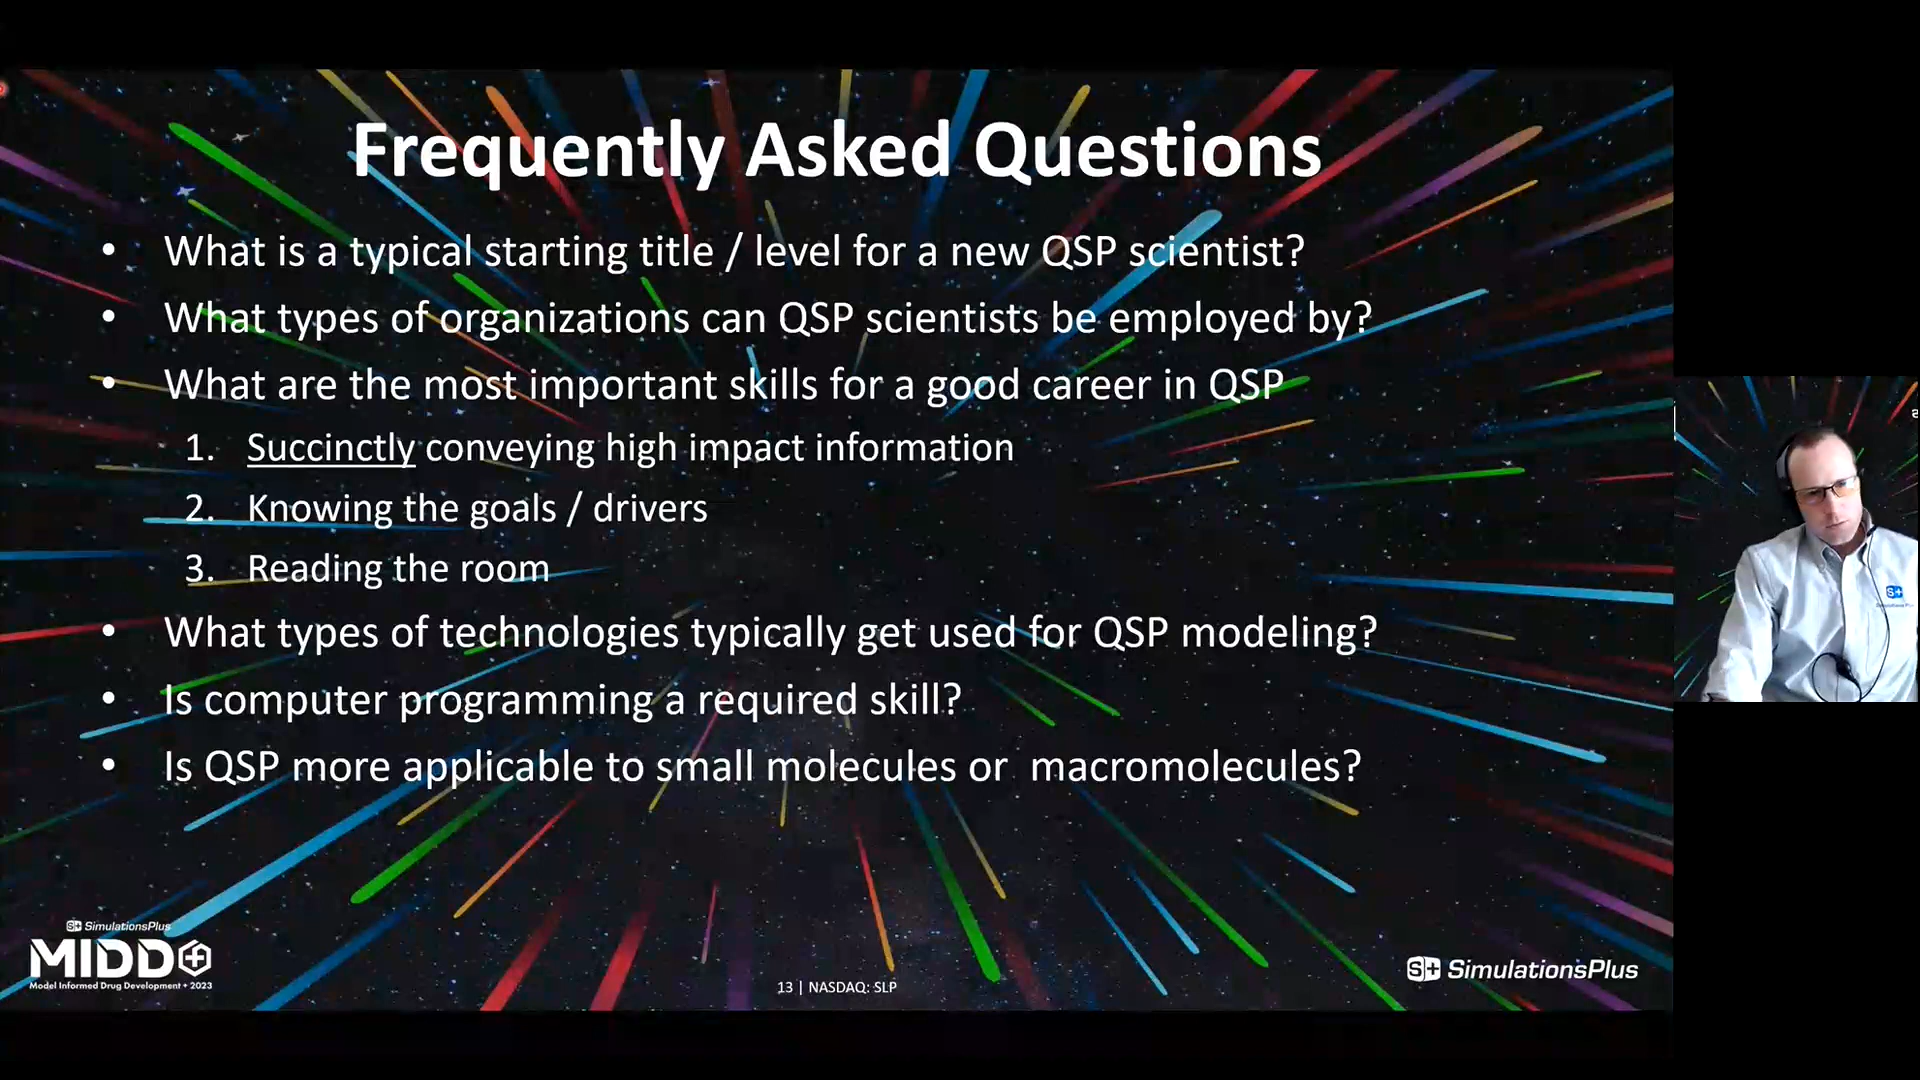 Frequently Asked Questions
• What is a typical starting title / level for a new QSP scientist?
• What types of organizations can QSP scientists be employed by?
• What are the most important skills for a good career in QSP
1. Succinctly conveying high impact information
2. Knowing the goals / drivers
3. Reading the room
• What types of technologies typically get used for QSP modeling?
• Is computer programming a required skill?
• Is QSP more applicable to small molecules or macromolecules?
S+ SimulationsPlus
MIDD+
Model Informed Drug Development + 2023
13 | NASDAQ: SLP
S+ SimulationsPlus
S+